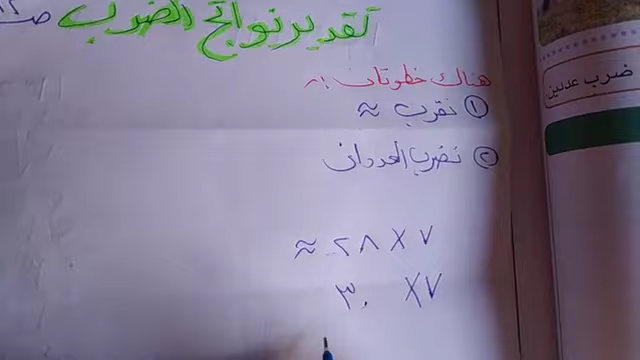 تقدير نواتج الضرب ص
هناك خطوتان :-
① نقرب ≈
② نضرب العددان
≈ ٢٨ × ٧
٣٠ × ٧
ضرب عددين